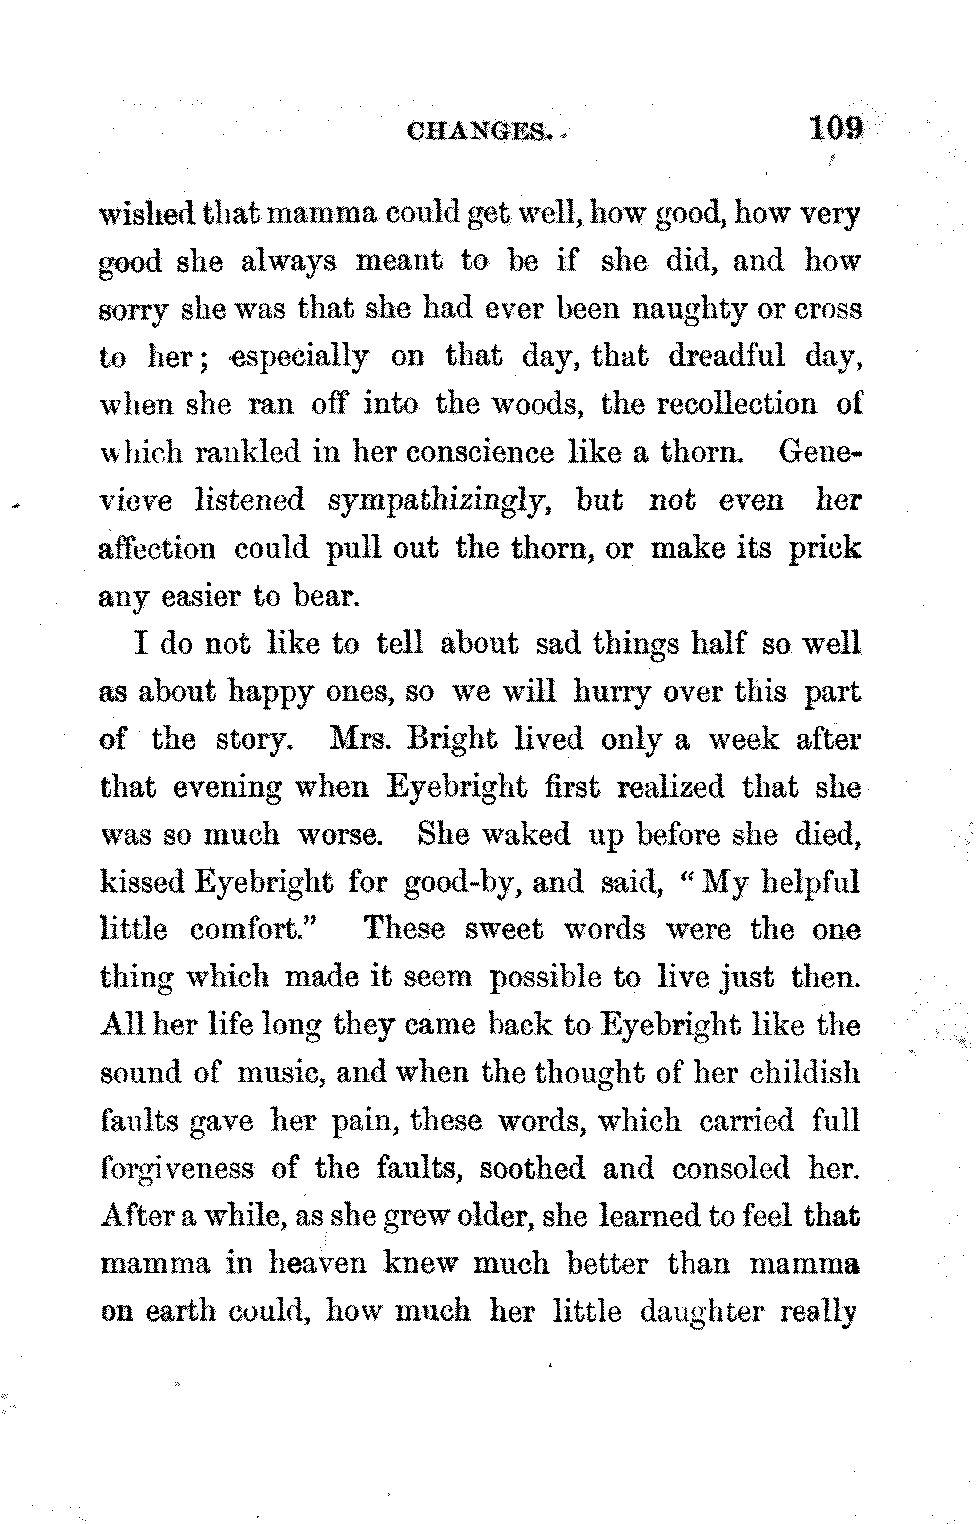 CHANGES. 109
wished that mamma could get well, how good, how very
good she always meant to be if she did, and how
sorry she was that she had ever been naughty or cross
to her; especially on that day, that dreadful day,
when she ran off into the woods, the recollection of
which rankled in her conscience like a thorn. Gene-
vieve listened sympathizingly, but not even her
affection could pull out the thorn, or make its prick
any easier to bear.
I do not like to tell about sad things half so well
as about happy ones, so we will hurry over this part
of the story. Mrs. Bright lived only a week after
that evening when Eyebright first realized that she
was so much worse. She waked up before she died,
kissed Eyebright for good-by, and said, “My helpful
little comfort.” These sweet words were the one
thing which made it seem possible to live just then.
All her life long they came back to Eyebright like the
sound of music, and when the thought of her childish
faults gave her pain, these words, which carried full
forgiveness of the faults, soothed and consoled her.
After a while, as she grew older, she learned to feel that
mamma in heaven knew much better than mamma
on earth could, how much her little daughter really